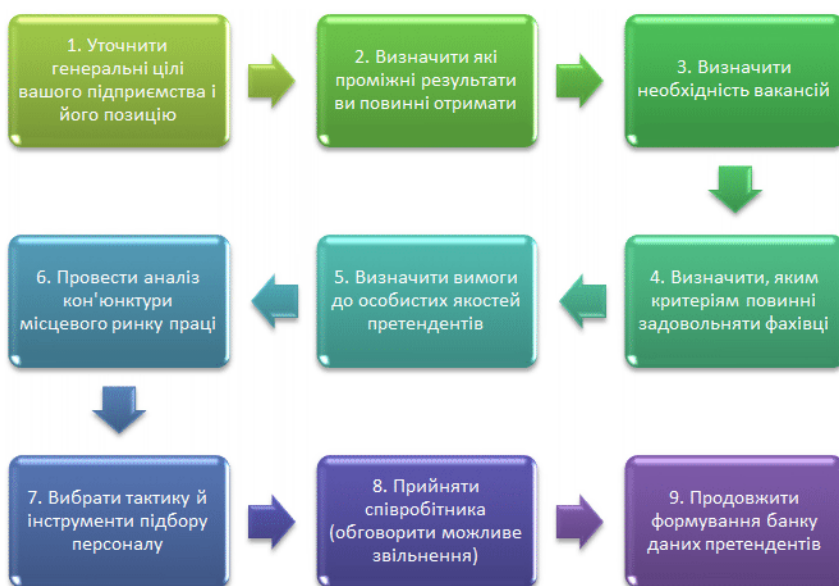 1. Уточнити
генеральні цілі
вашого підприємства і
його позицію
2. Визначити які
проміжні результати
ви повинні отримати
3. Визначити
необхідність вакансій
4. Визначити, яким
критеріям повинні
задовольняти фахівці
5. Визначити вимоги
до особистих якостей
претендентів
6. Провести аналіз
кон'юнктури
місцевого ринку праці
7. Вибрати тактику й
інструменти підбору
персоналу
8. Прийняти
співробітника
(обговорити можливе
звільнення)
9. Продовжити
формування банку
даних претендентів